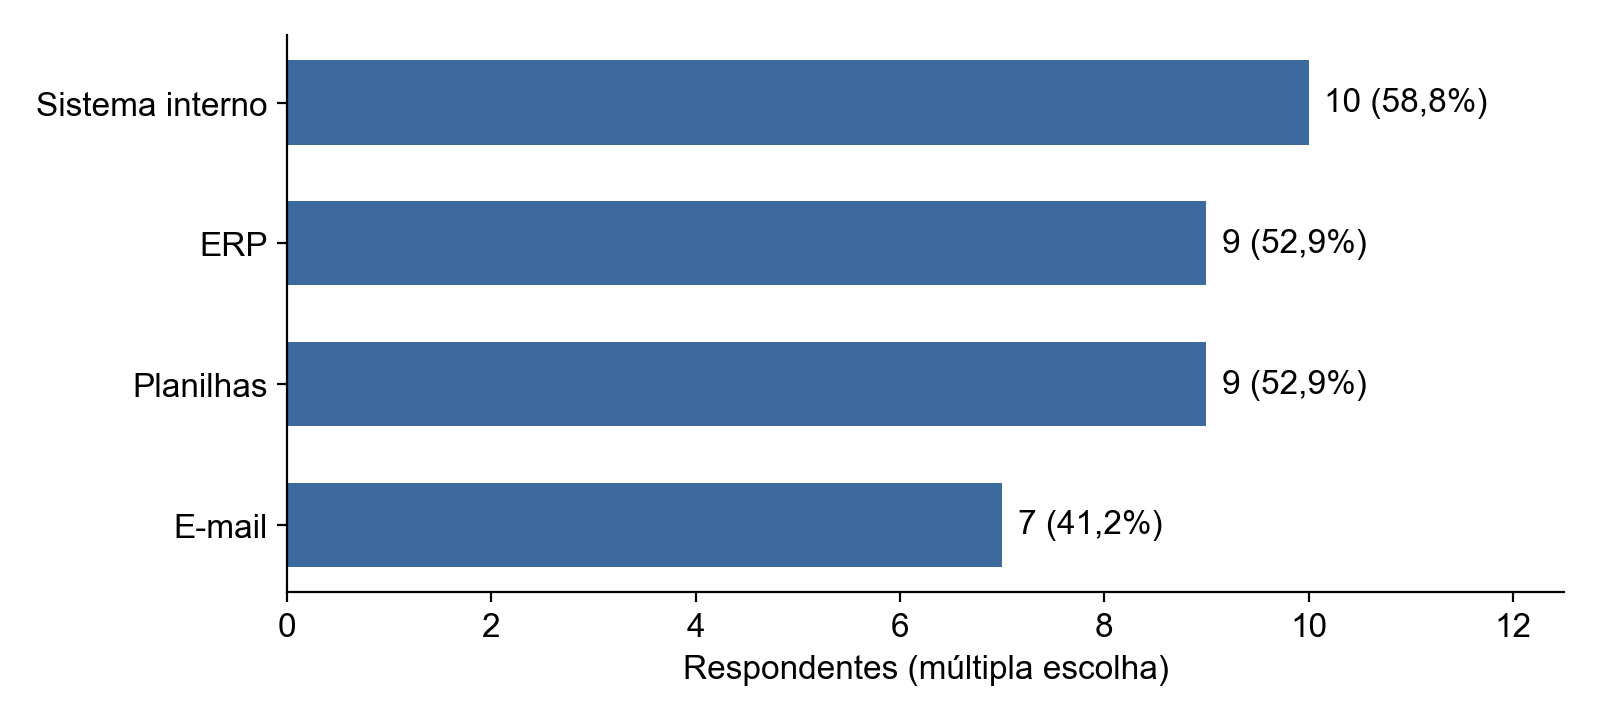 Sistema interno 10 (58,8%)
ERP 9 (52,9%)
Planilhas 9 (52,9%)
E-mail 7 (41,2%)
0 2 4 6 8 10 12
Respondentes (múltipla escolha)